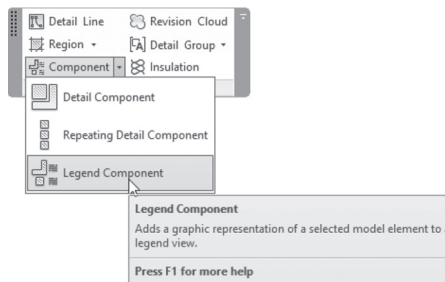 Detail Line Revision Cloud
Region Detail Group
Component Insulation
Detail Component
Repeating Detail Component
Legend Component
Legend Component
Adds a graphic representation of a selected model element to a
legend view.
Press F1 for more help